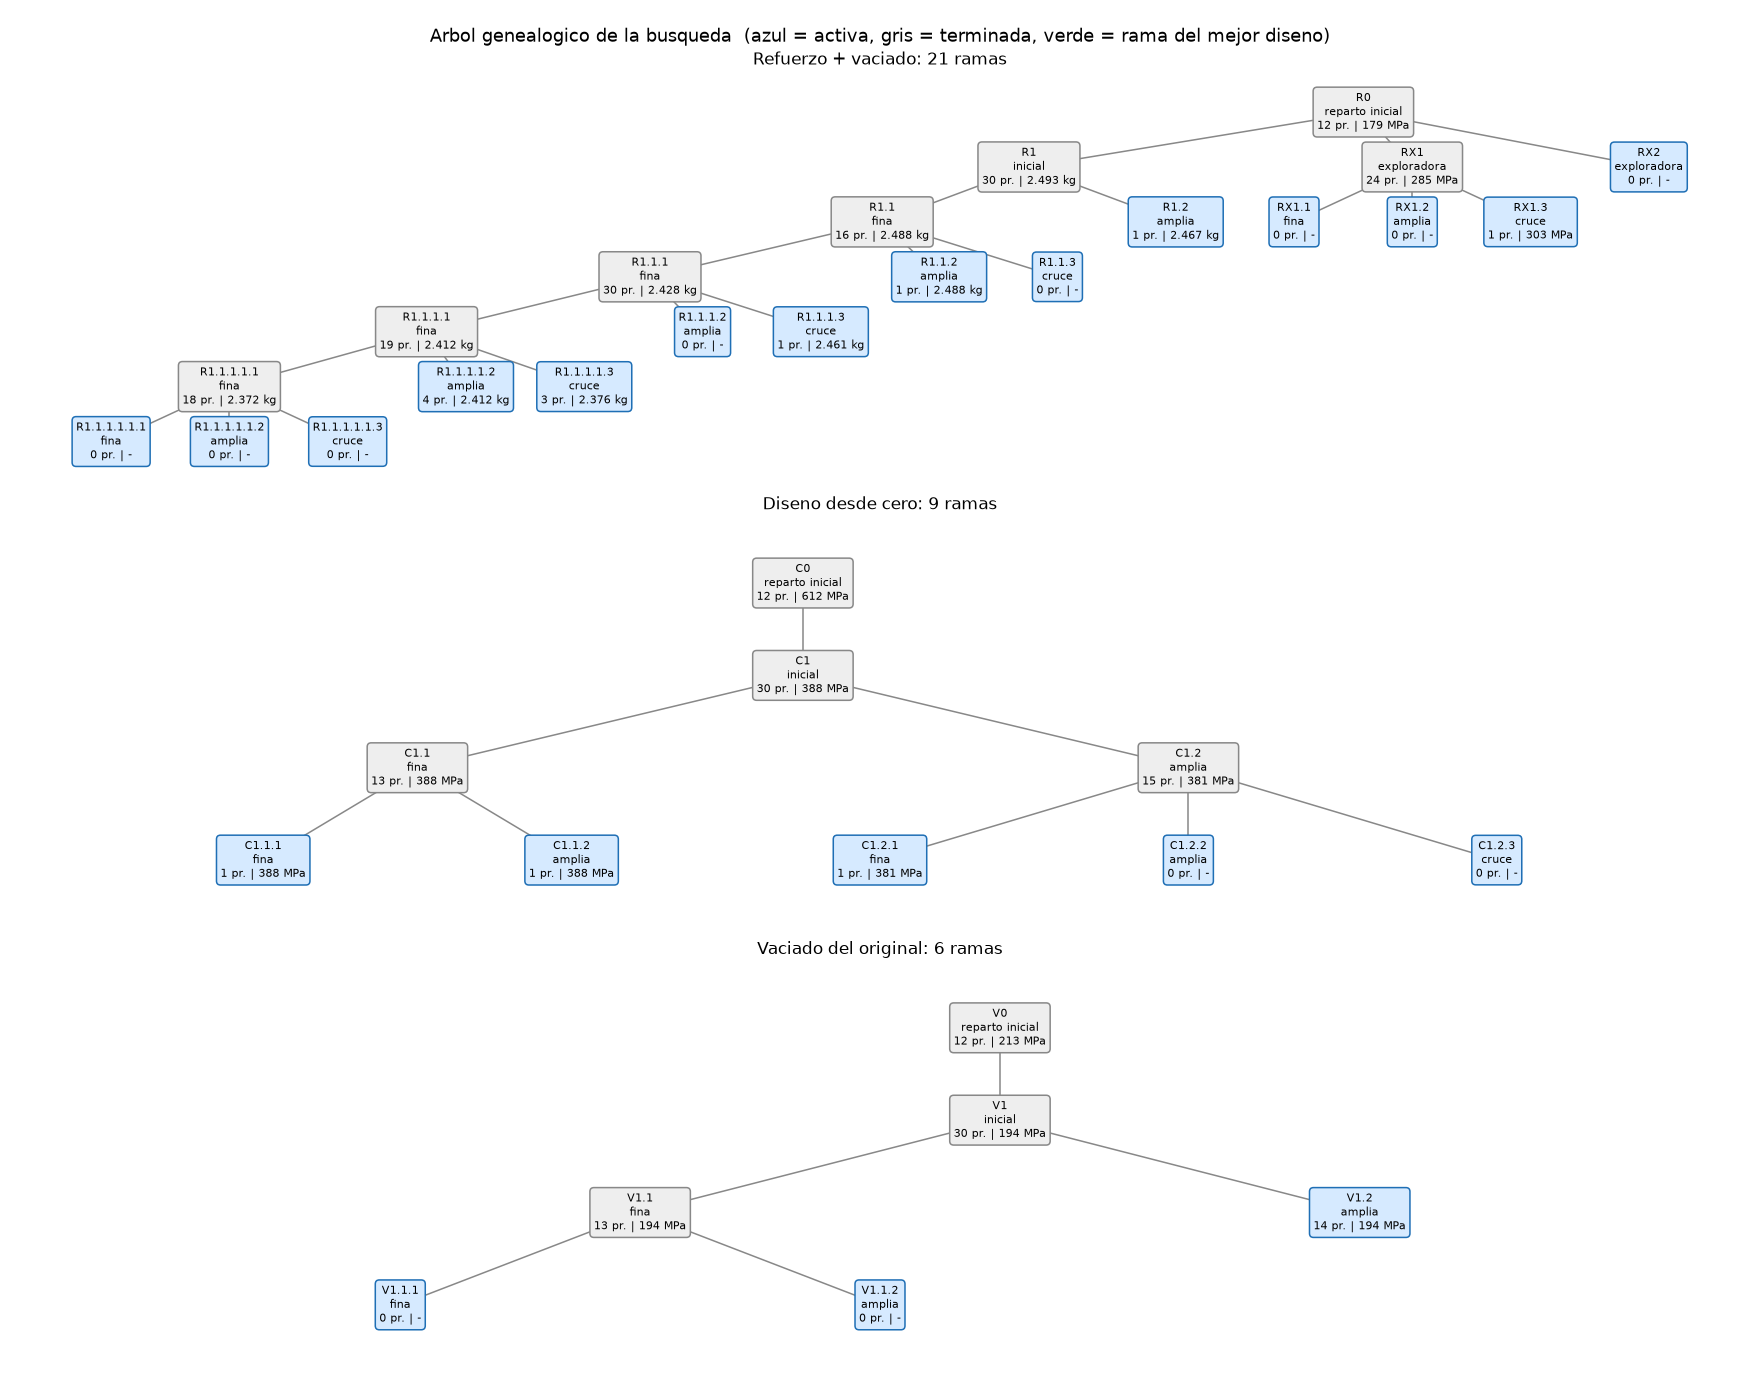 Arbol genealogico de la busqueda  (azul = activa, gris = terminada, verde = rama del mejor diseno)
Refuerzo + vaciado: 21 ramas
R0
reparto inicial
12 pr. | 179 MPa
R1
inicial
30 pr. | 2.493 kg
RX1
exploradora
24 pr. | 285 MPa
RX2
exploradora
0 pr. | -
R1.1
fina
16 pr. | 2.488 kg
R1.2
amplia
1 pr. | 2.467 kg
RX1.1
fina
0 pr. | -
RX1.2
amplia
0 pr. | -
RX1.3
cruce
1 pr. | 303 MPa
R1.1.1
fina
30 pr. | 2.428 kg
R1.1.2
amplia
1 pr. | 2.488 kg
R1.1.3
cruce
0 pr. | -
R1.1.1.1
fina
19 pr. | 2.412 kg
R1.1.1.2
amplia
0 pr. | -
R1.1.1.3
cruce
1 pr. | 2.461 kg
R1.1.1.1.1
fina
18 pr. | 2.372 kg
R1.1.1.1.2
amplia
4 pr. | 2.412 kg
R1.1.1.1.3
cruce
3 pr. | 2.376 kg
R1.1.1.1.1.1
fina
0 pr. | -
R1.1.1.1.1.2
amplia
0 pr. | -
R1.1.1.1.1.3
cruce
0 pr. | -
Diseno desde cero: 9 ramas
C0
reparto inicial
12 pr. | 612 MPa
C1
inicial
30 pr. | 388 MPa
C1.1
fina
13 pr. | 388 MPa
C1.2
amplia
15 pr. | 381 MPa
C1.1.1
fina
1 pr. | 388 MPa
C1.1.2
amplia
1 pr. | 388 MPa
C1.2.1
fina
1 pr. | 381 MPa
C1.2.2
amplia
0 pr. | -
C1.2.3
cruce
0 pr. | -
Vaciado del original: 6 ramas
V0
reparto inicial
12 pr. | 213 MPa
V1
inicial
30 pr. | 194 MPa
V1.1
fina
13 pr. | 194 MPa
V1.2
amplia
14 pr. | 194 MPa
V1.1.1
fina
0 pr. | -
V1.1.2
amplia
0 pr. | -